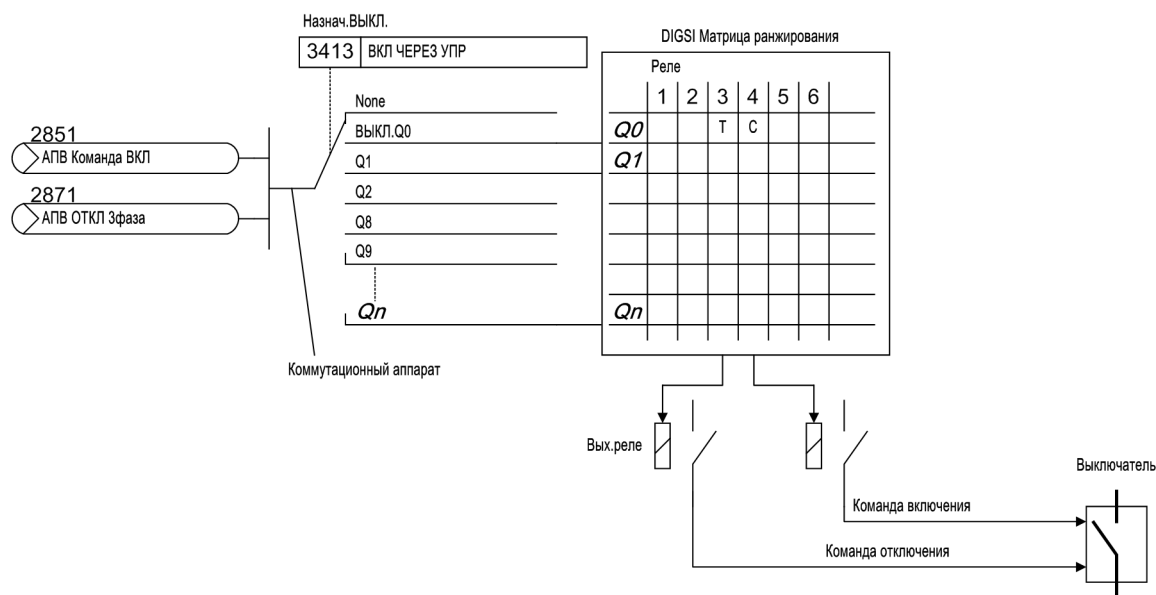 Назнач.ВЫКЛ.
3413 ВКЛ ЧЕРЕЗ УПР
DIGSI Матрица ранжирования
Реле
1 2 3 4 5 6
None
ВЫКЛ.Q0
Q0 T C
2851
АПВ Команда ВКЛ
Q1
Q1
2871
АПВ ОТКЛ 3фаза
Q2
Q8
Q9
Qn
Qn
Коммутационный аппарат
Вых.реле
Выключатель
Команда включения
Команда отключения